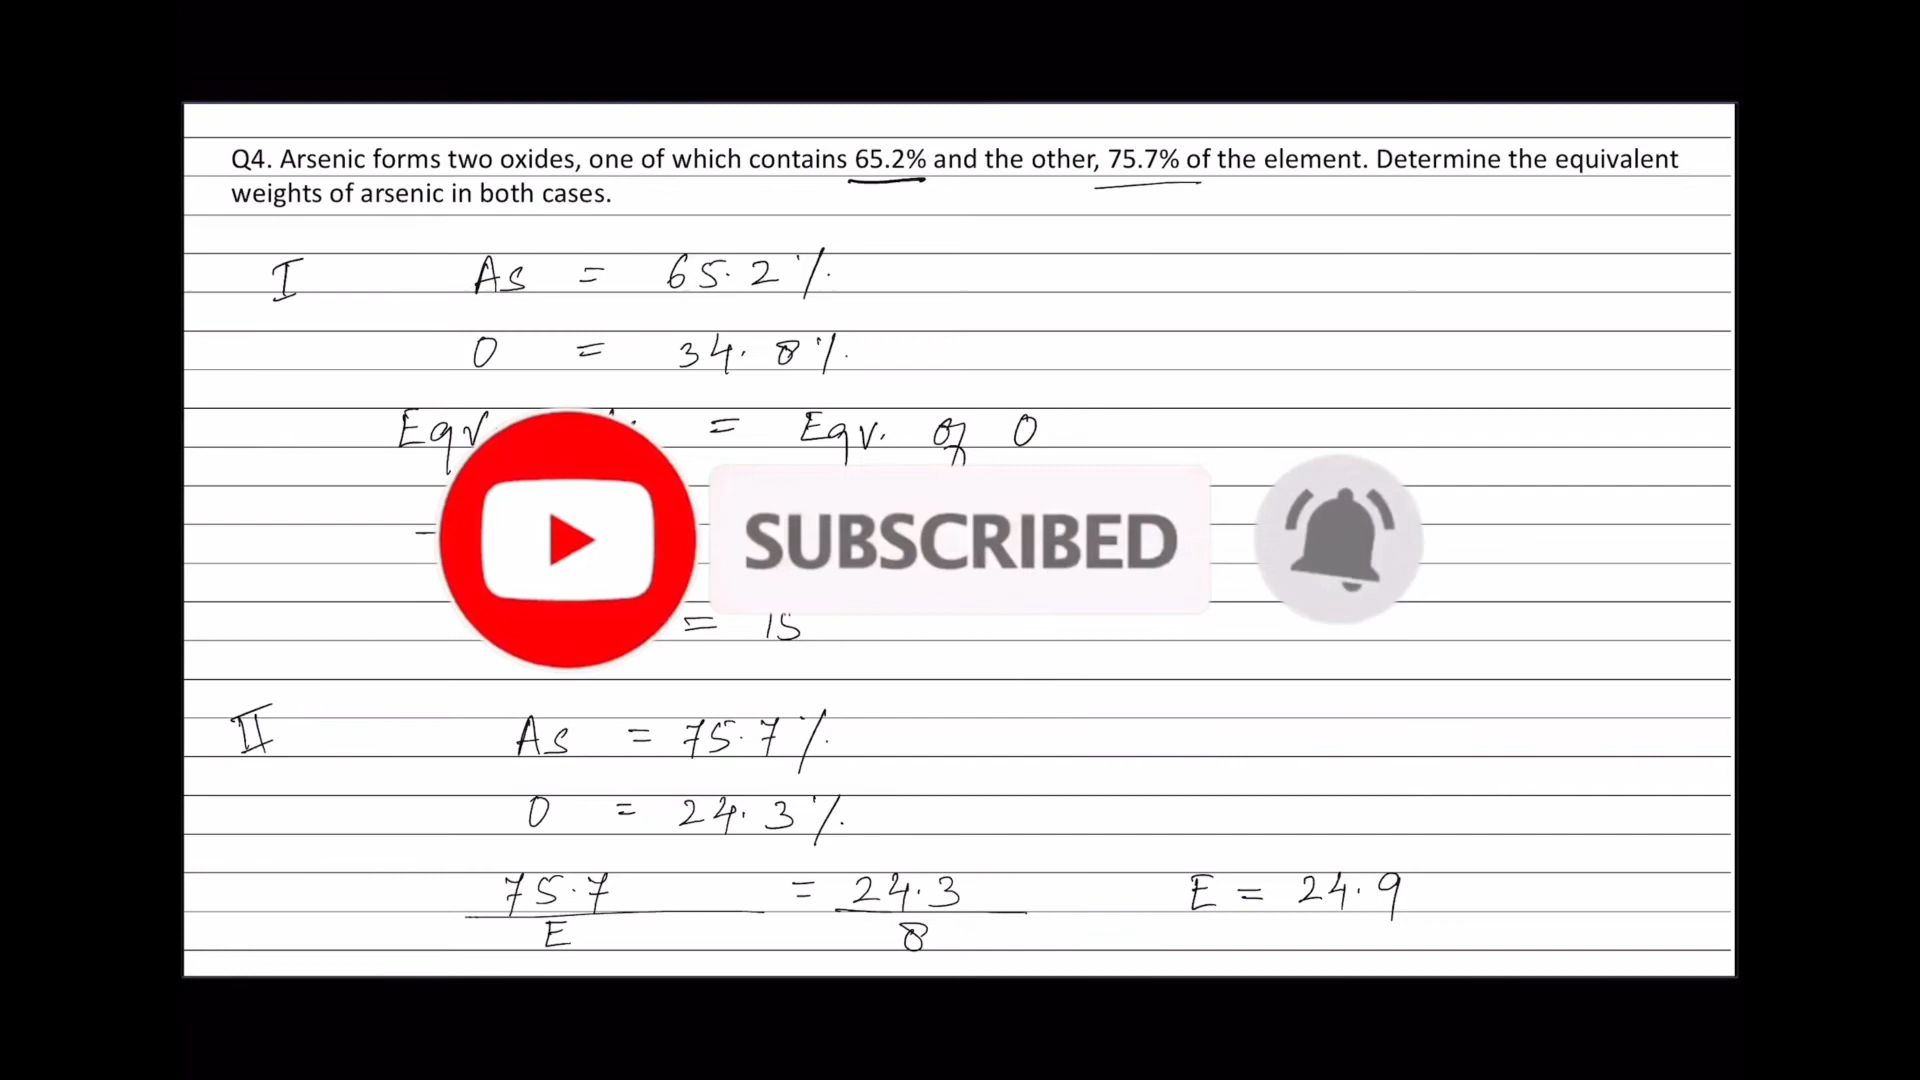 Q4. Arsenic forms two oxides, one of which contains 65.2% and the other, 75.7% of the element. Determine the equivalent
weights of arsenic in both cases.
I As = 65.2%
O = 34.8%
Eqv. = Eqv. of O
SUBSCRIBED
= 15
II As = 75.7%
O = 24.3%
75.7 = 24.3 E = 24.9
E 8